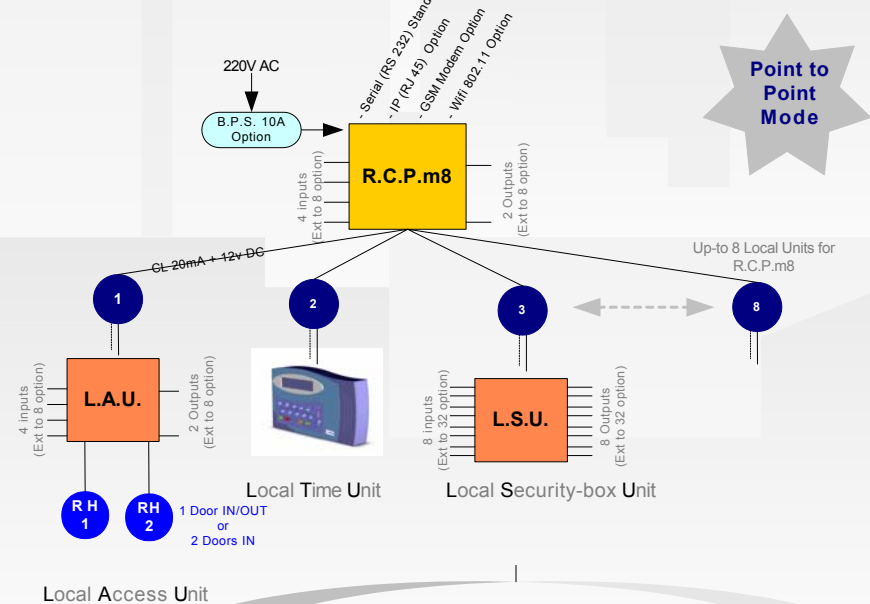 - Serial (RS 232)
- IP (RJ 45) Option
- GSM Modem Option
- Wifi 802.11 Option
Point to
Point
Mode
220V AC
B.P.S. 10A
Option
R.C.P.m8
4 inputs
(Ext to 8 option)
2 Outputs
(Ext to 8 option)
CL 20mA + 12v DC
Up-to 8 Local Units for
R.C.P.m8
1
2
3
8
L.A.U.
4 inputs
(Ext to 8 option)
2 Outputs
(Ext to 8 option)
L.S.U.
8 inputs
(Ext to 32 option)
8 Outputs
(Ext to 32 option)
Local Time Unit
Local Security-box Unit
R H
1
RH
2
1 Door IN/OUT
or
2 Doors IN
Local Access Unit